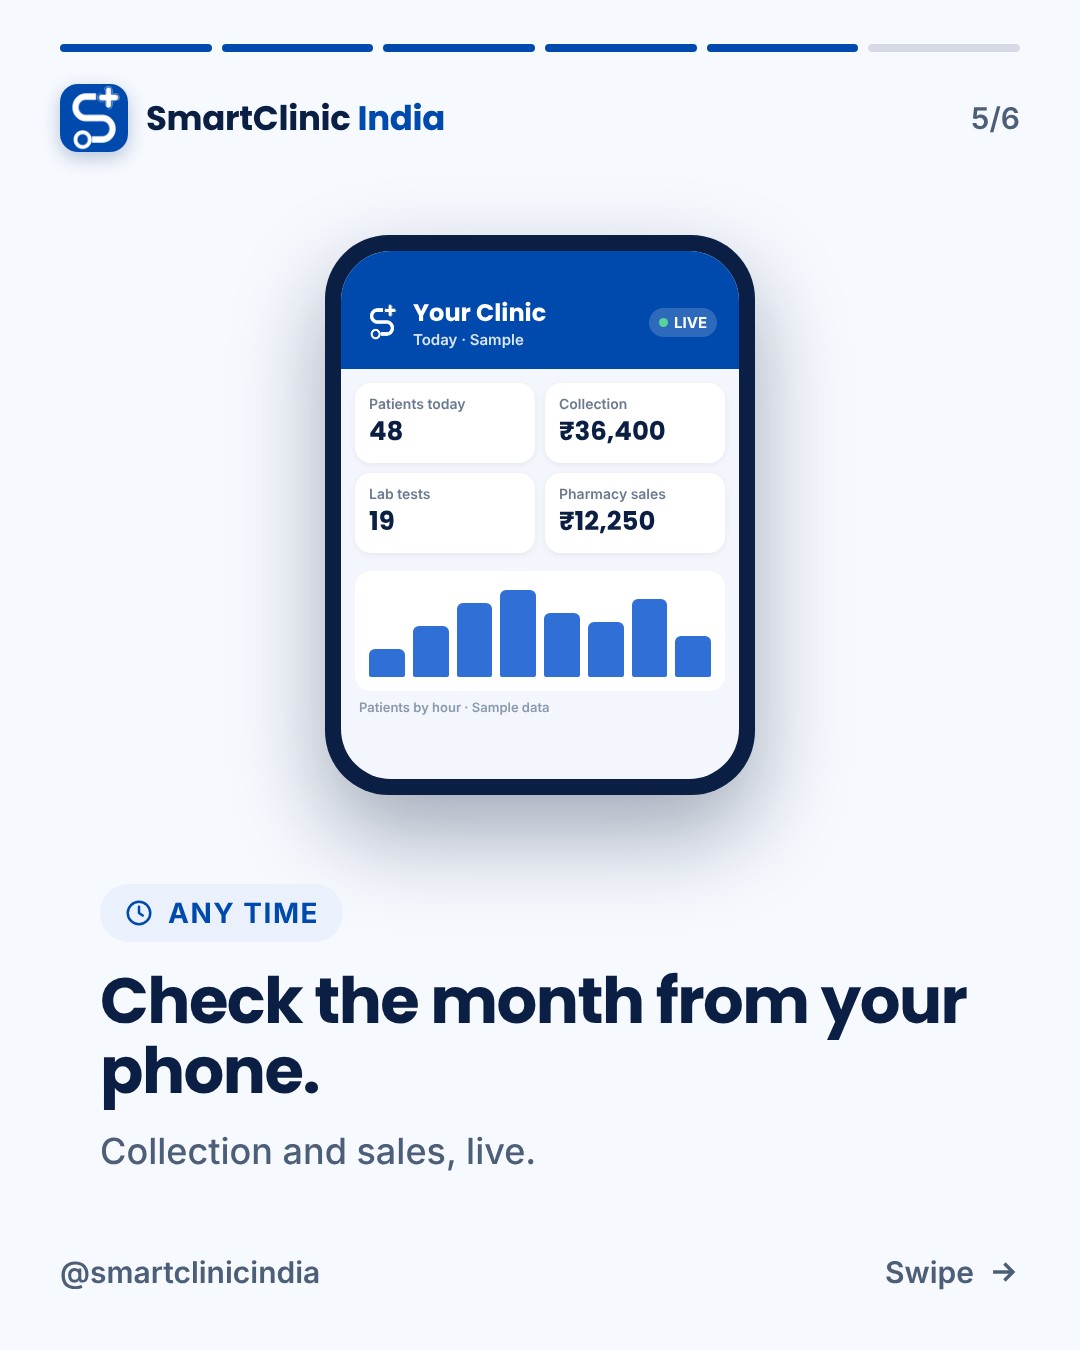 SmartClinic India
5/6
Your Clinic
Today · Sample
LIVE
Patients today
48
Collection
₹36,400
Lab tests
19
Pharmacy sales
₹12,250
Patients by hour · Sample data
ANY TIME
Check the month from your
phone.
Collection and sales, live.
@smartclinicindia
Swipe →